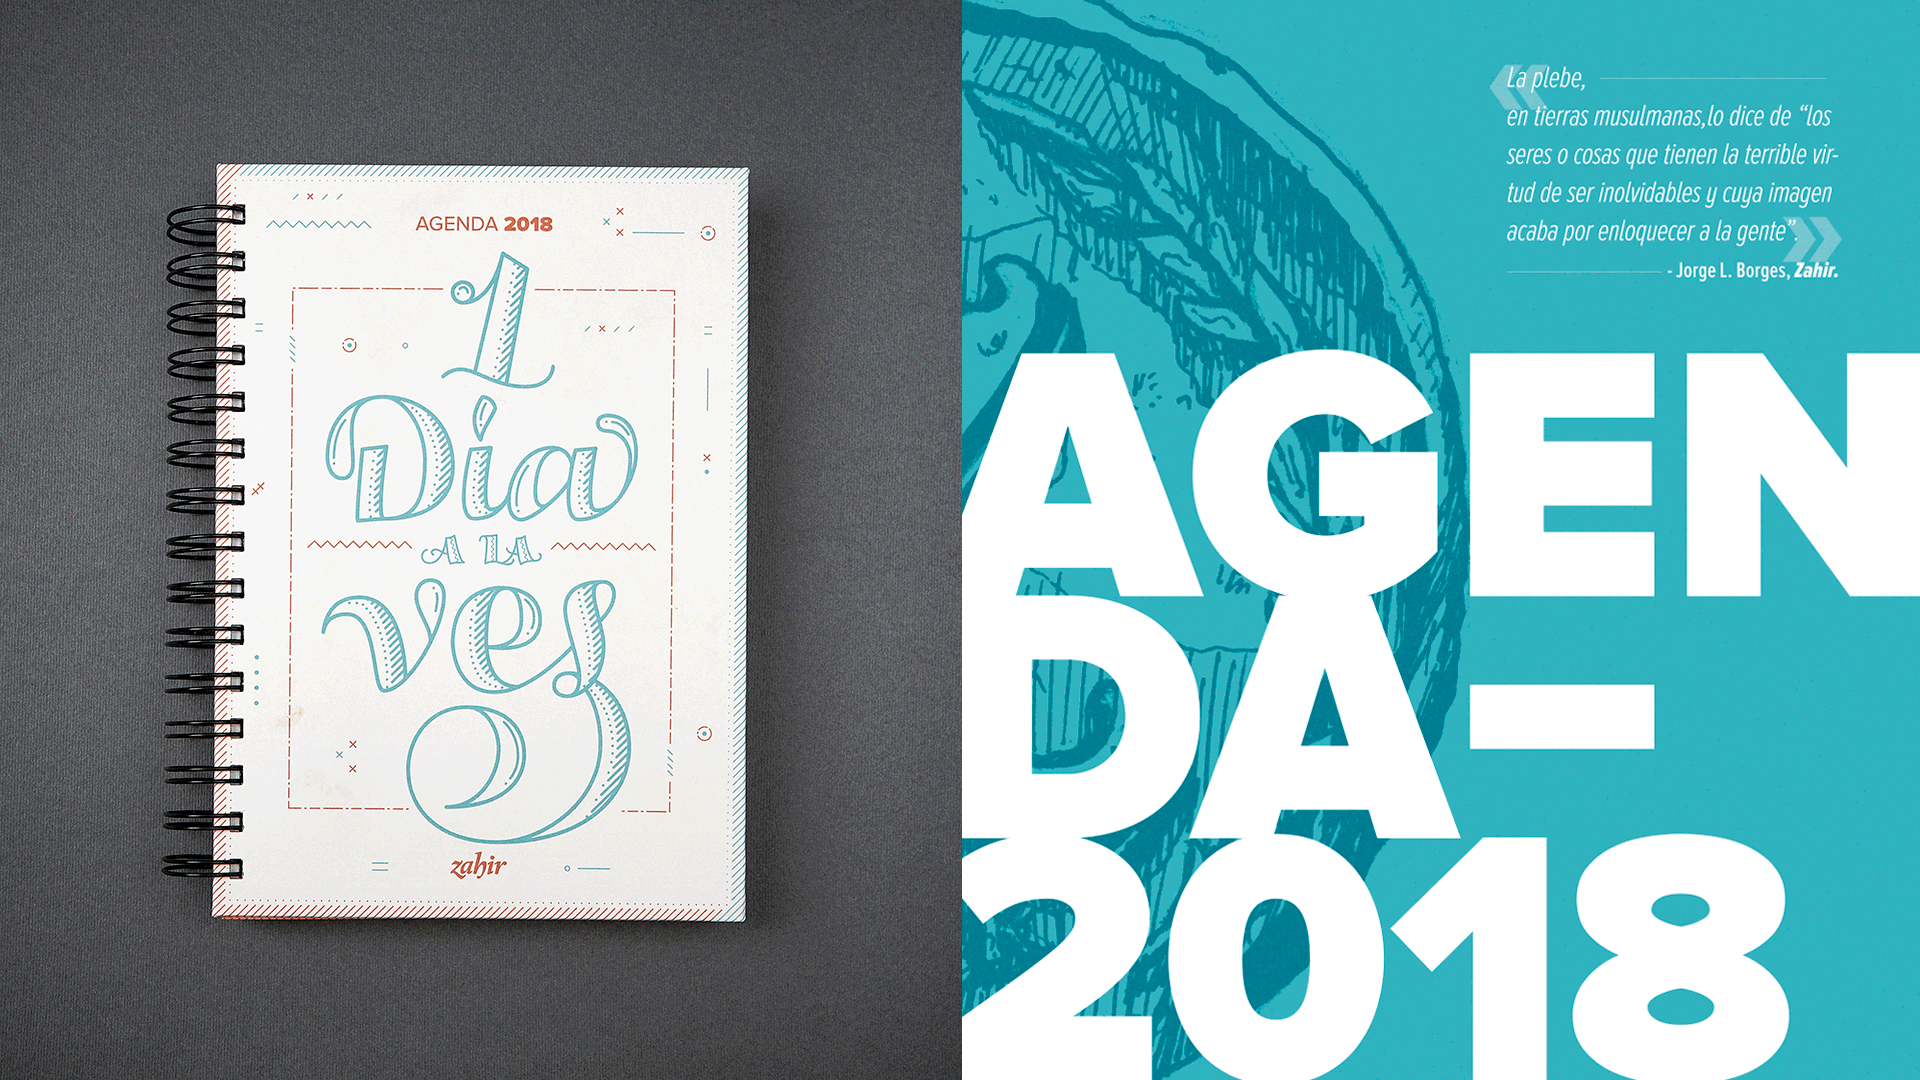 AGENDA 2018
1
Día
A LA
vez
zahir
«La plebe,
en tierras musulmanas,lo dice de “los
seres o cosas que tienen la terrible vir-
tud de ser inolvidables y cuya imagen
acaba por enloquecer a la gente”.»
- Jorge L. Borges, Zahir.
AGEN
DA–
2018